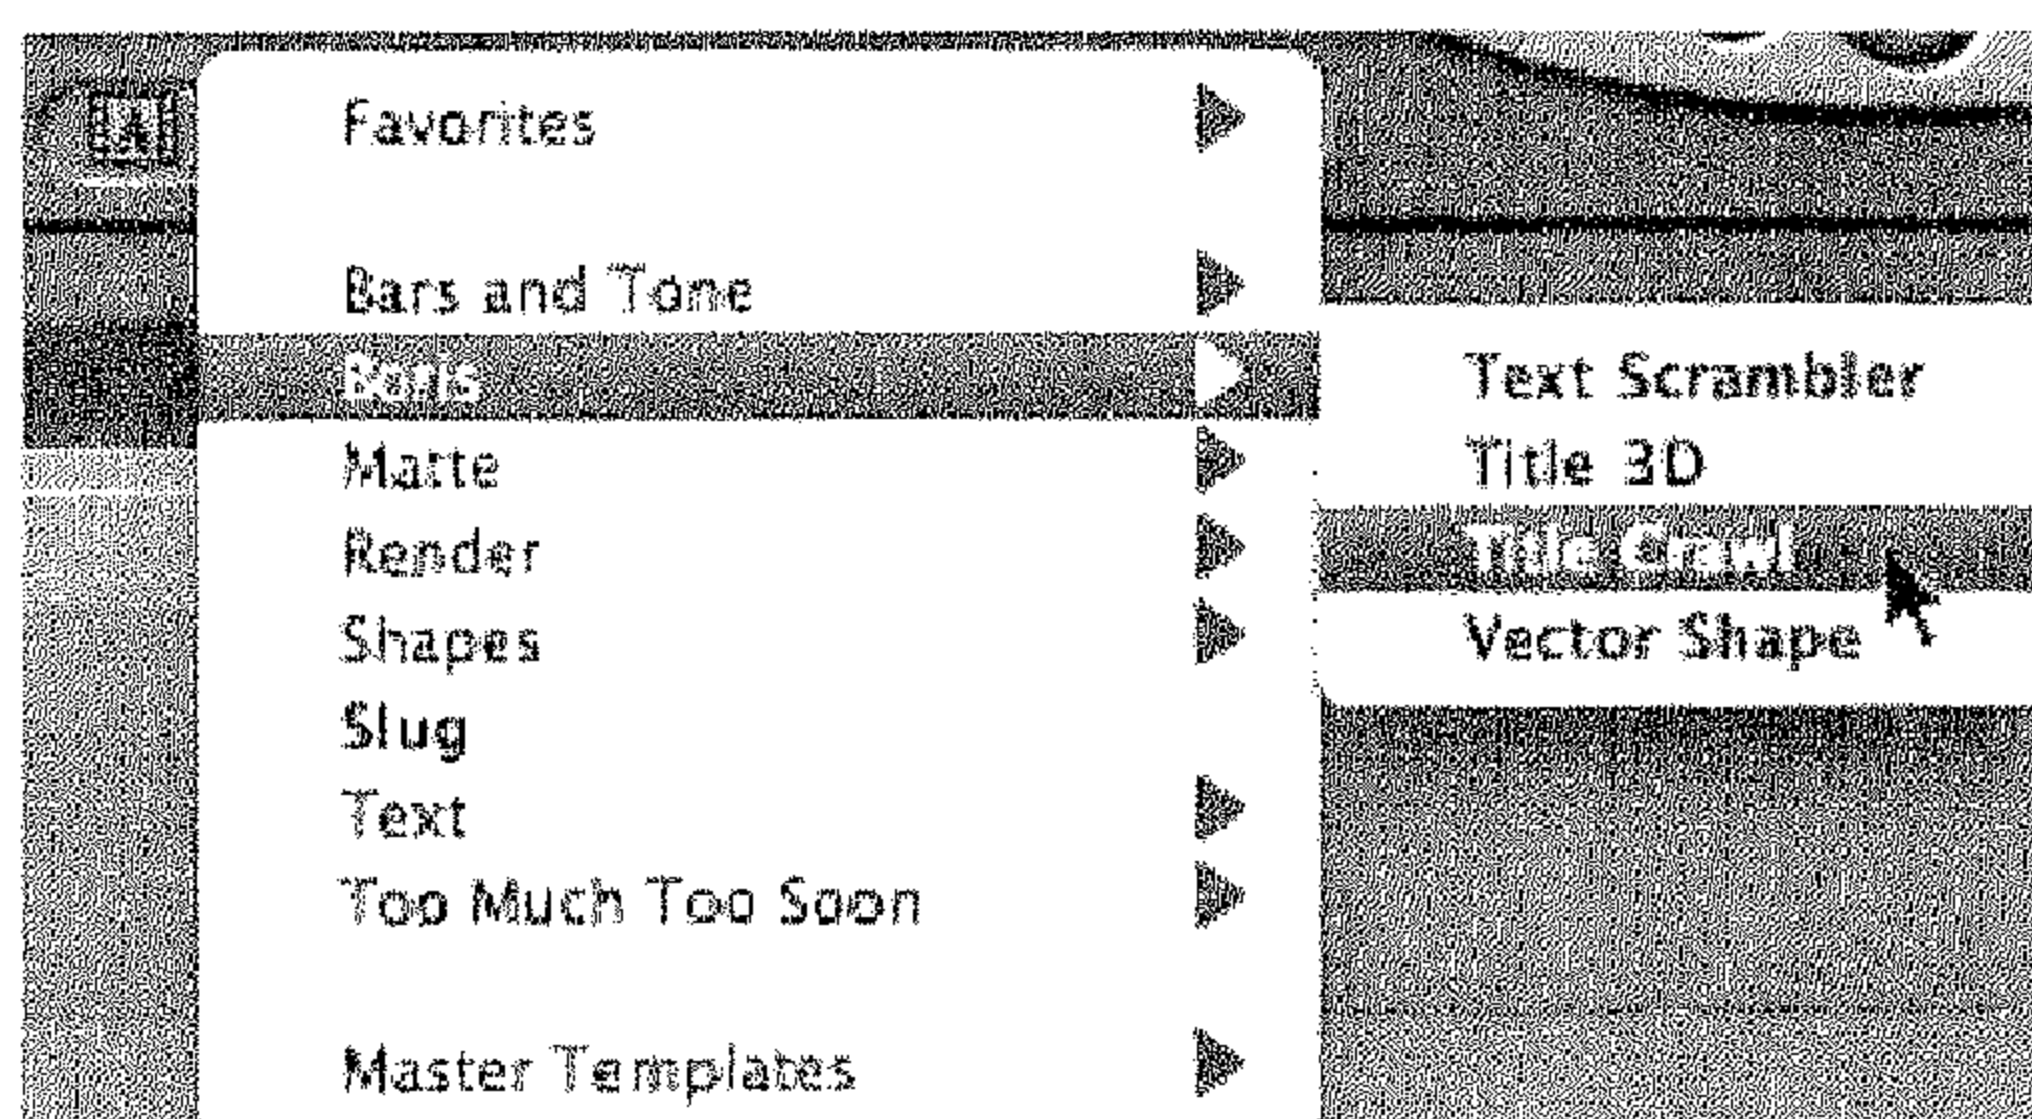 Favorites
Bars and Tone
Boris
Matte
Render
Shapes
Slug
Text
Too Much Too Soon
Master Templates
Text Scrambler
Title 3D
Title Crawl
Vector Shape